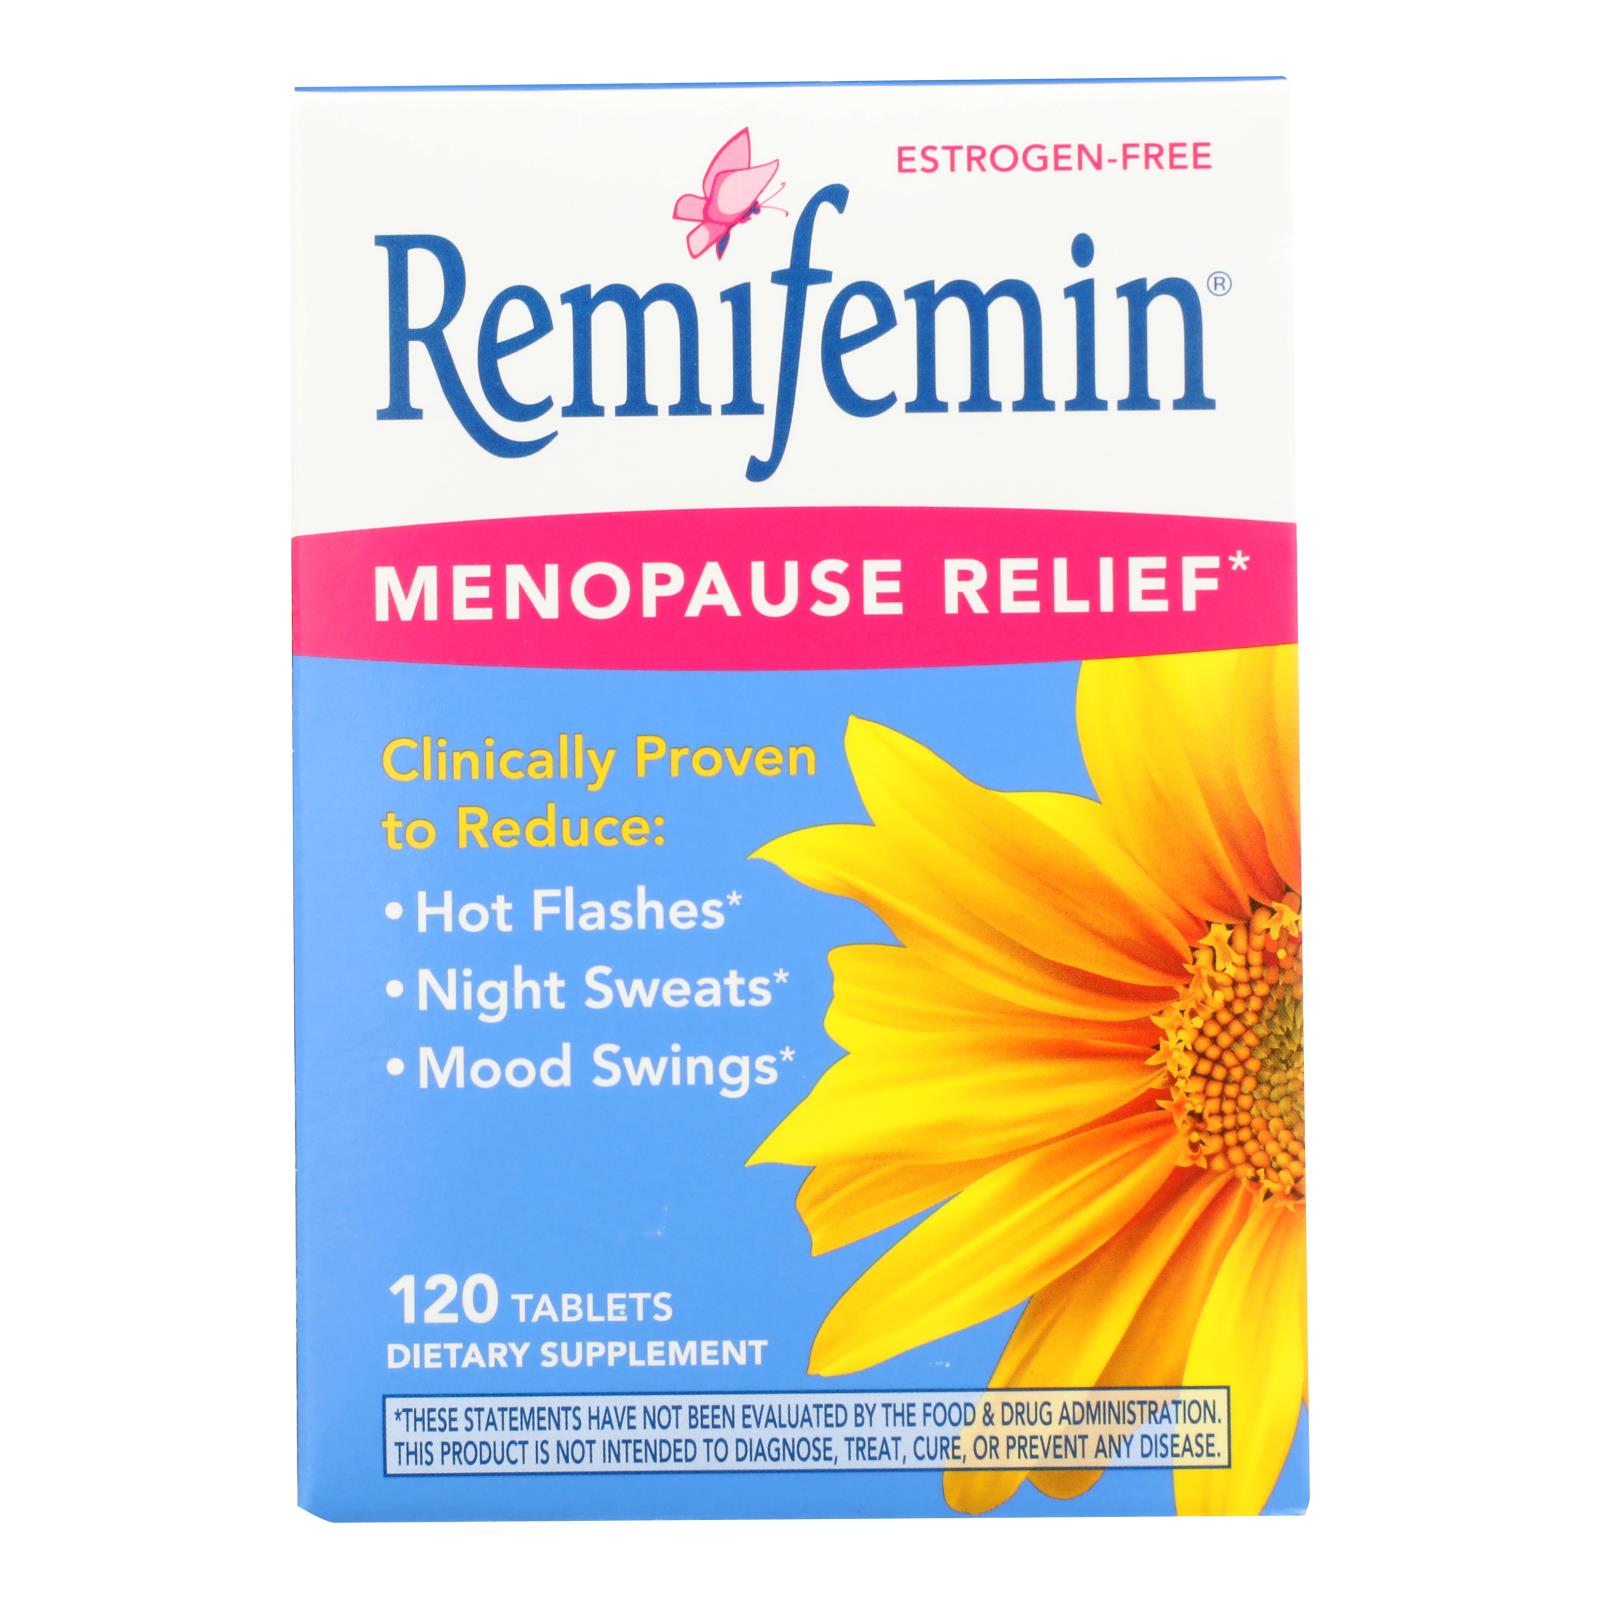 ESTROGEN-FREE
Remifemin®
MENOPAUSE RELIEF*
Clinically Proven
to Reduce:
• Hot Flashes*
• Night Sweats*
• Mood Swings*
120 TABLETS
DIETARY SUPPLEMENT
*THESE STATEMENTS HAVE NOT BEEN EVALUATED BY THE FOOD & DRUG ADMINISTRATION.
THIS PRODUCT IS NOT INTENDED TO DIAGNOSE, TREAT, CURE, OR PREVENT ANY DISEASE.